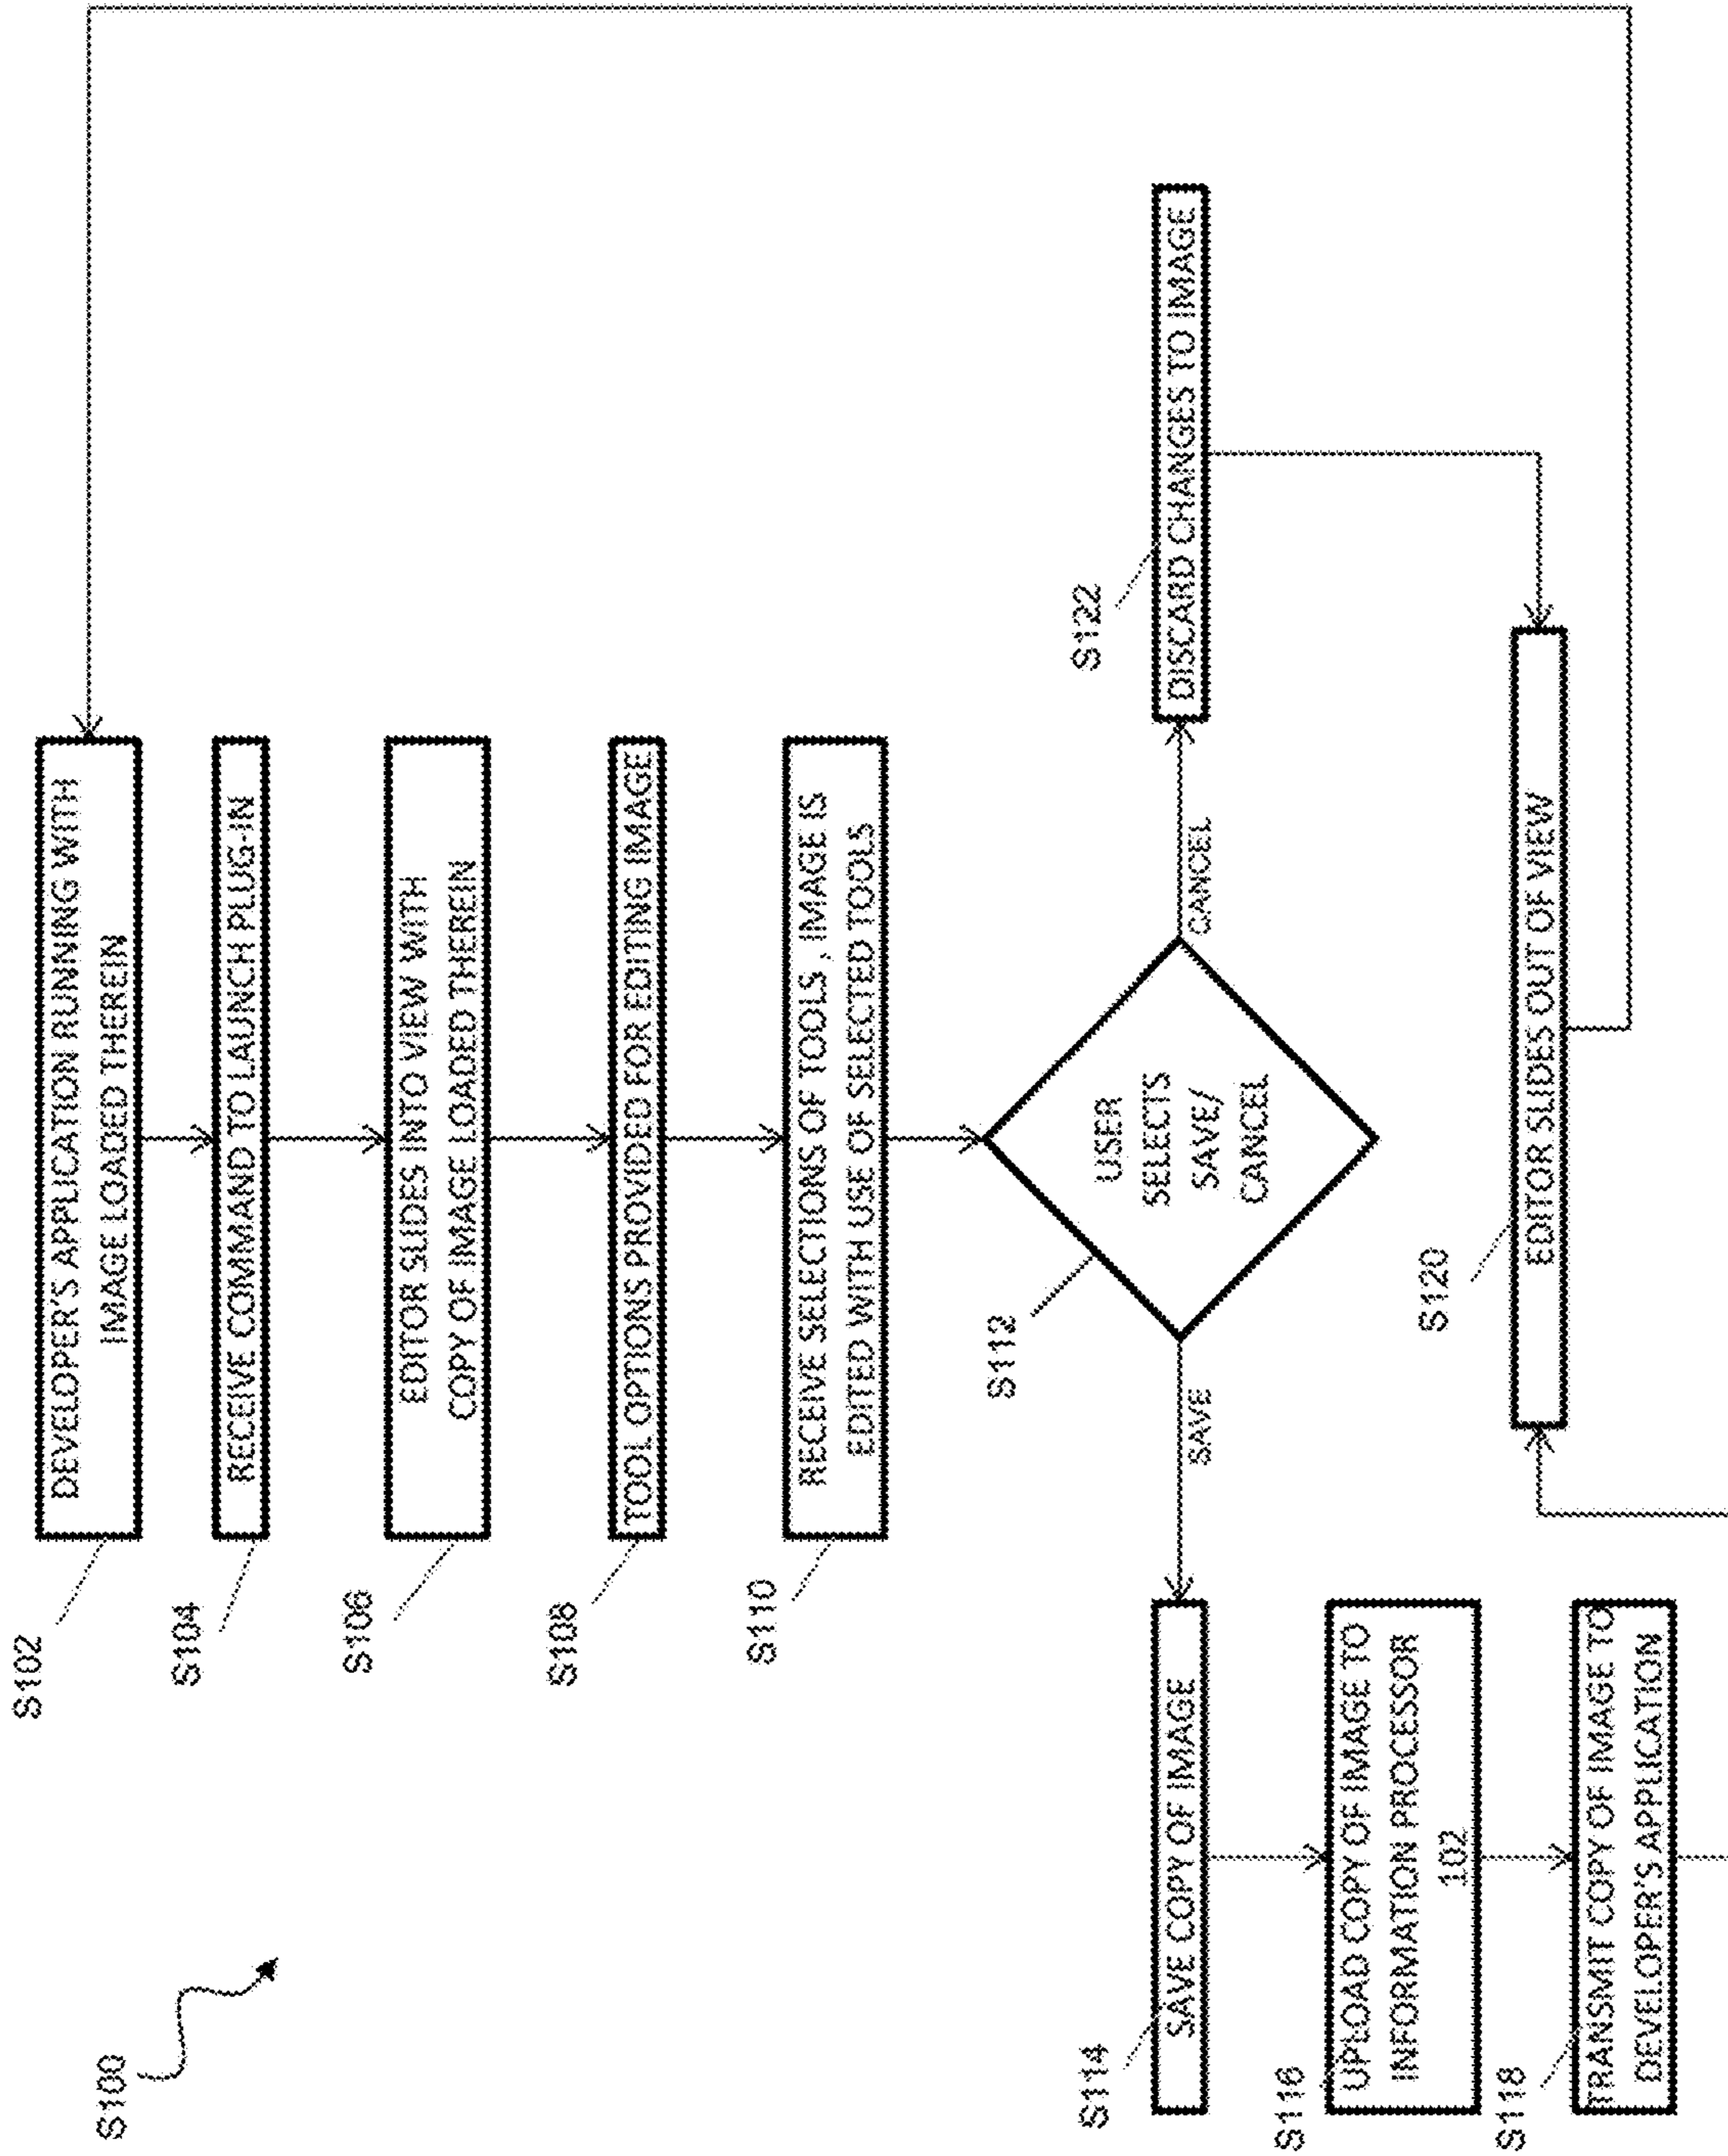 S100
S102
DEVELOPER'S APPLICATION RUNNING WITH
IMAGE LOADED THEREIN
S104
RECEIVE COMMAND TO LAUNCH PLUG-IN
S106
EDITOR SLIDES INTO VIEW WITH
COPY OF IMAGE LOADED THEREIN
S108
TOOL OPTIONS PROVIDED FOR EDITING IMAGE
S110
RECEIVE SELECTIONS OF TOOLS , IMAGE IS
EDITED WITH USE OF SELECTED TOOLS
S112
USER
SELECTS
SAVE/
CANCEL
SAVE
CANCEL
S114
SAVE COPY OF IMAGE
S122
DISCARD CHANGES TO IMAGE
S116
UPLOAD COPY OF IMAGE TO
INFORMATION PROCESSOR
102
S118
TRANSMIT COPY OF IMAGE TO
DEVELOPER'S APPLICATION
S120
EDITOR SLIDES OUT OF VIEW